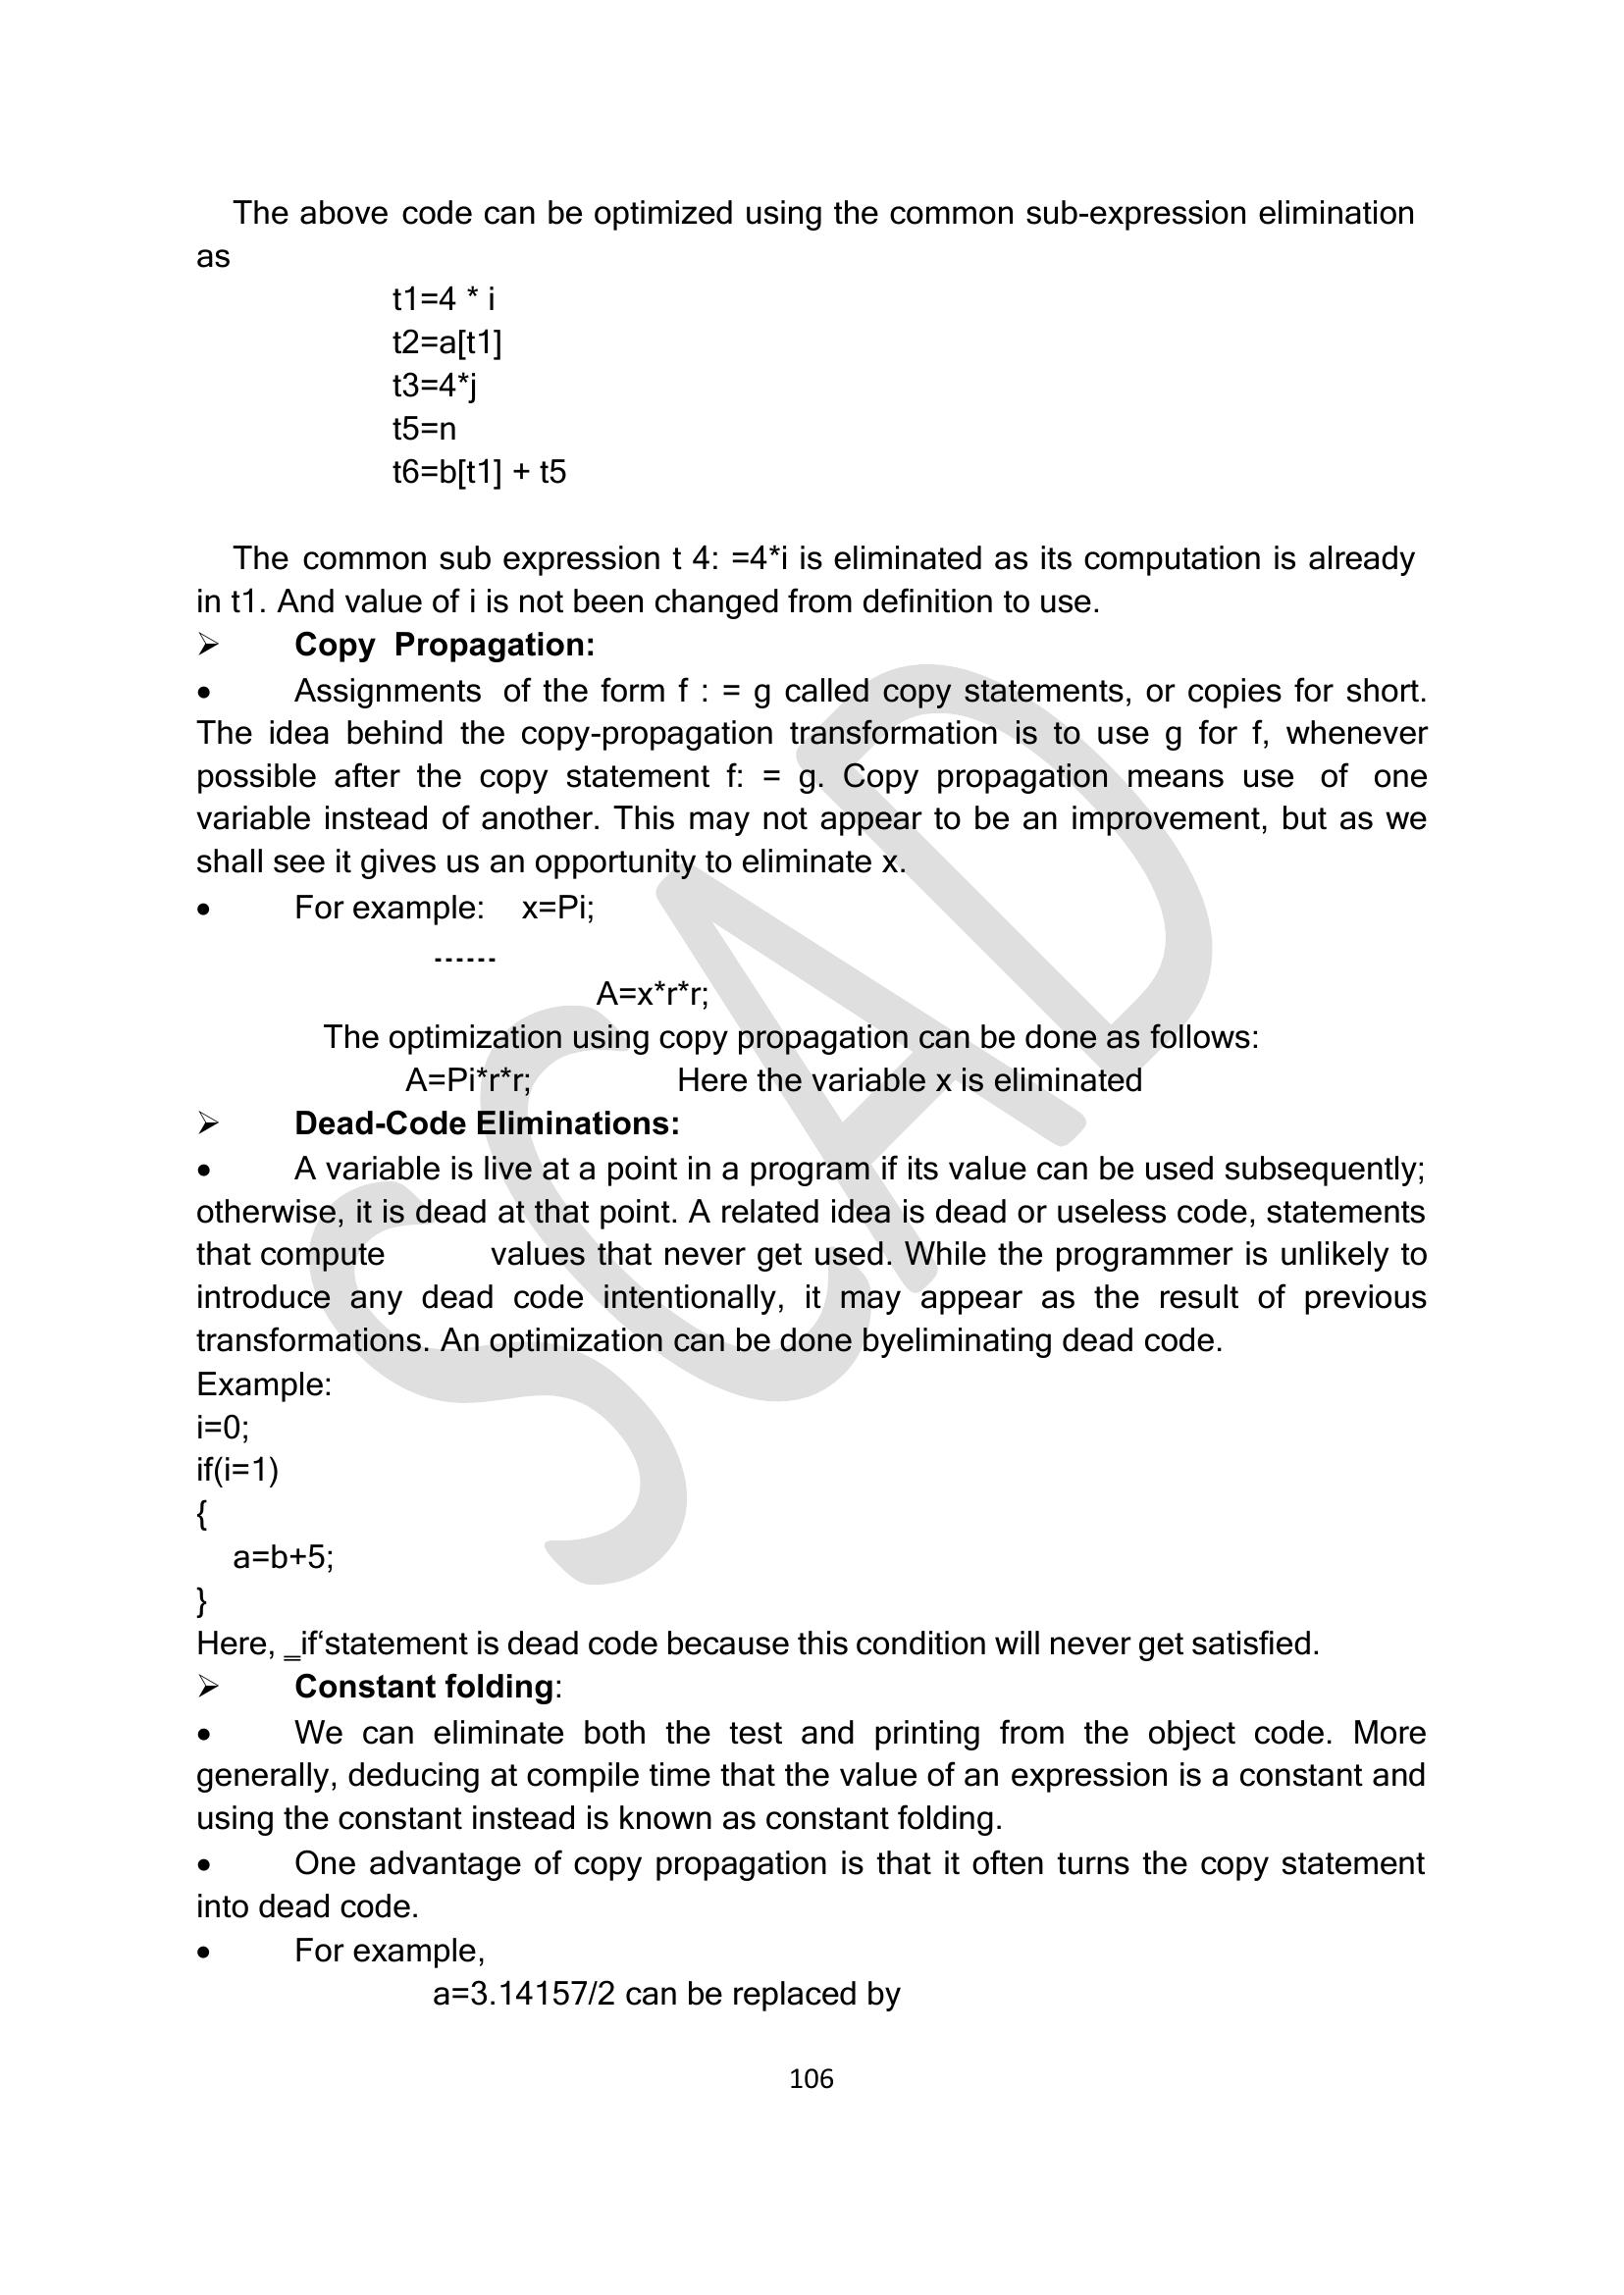 The above code can be optimized using the common sub-expression elimination
as
t1=4 * i
t2=a[t1]
t3=4*j
t5=n
t6=b[t1] + t5
The common sub expression t 4: =4*i is eliminated as its computation is already
in t1. And value of i is not been changed from definition to use.
➢ Copy Propagation:
• Assignments of the form f : = g called copy statements, or copies for short.
The idea behind the copy-propagation transformation is to use g for f, whenever
possible after the copy statement f: = g. Copy propagation means use of one
variable instead of another. This may not appear to be an improvement, but as we
shall see it gives us an opportunity to eliminate x.
• For example: x=Pi;
------
A=x*r*r;
The optimization using copy propagation can be done as follows:
A=Pi*r*r; Here the variable x is eliminated
➢ Dead-Code Eliminations:
• A variable is live at a point in a program if its value can be used subsequently;
otherwise, it is dead at that point. A related idea is dead or useless code, statements
that compute values that never get used. While the programmer is unlikely to
introduce any dead code intentionally, it may appear as the result of previous
transformations. An optimization can be done byeliminating dead code.
Example:
i=0;
if(i=1)
{
a=b+5;
}
Here, ‗if‘statement is dead code because this condition will never get satisfied.
➢ Constant folding:
• We can eliminate both the test and printing from the object code. More
generally, deducing at compile time that the value of an expression is a constant and
using the constant instead is known as constant folding.
• One advantage of copy propagation is that it often turns the copy statement
into dead code.
• For example,
a=3.14157/2 can be replaced by
106
SCAD